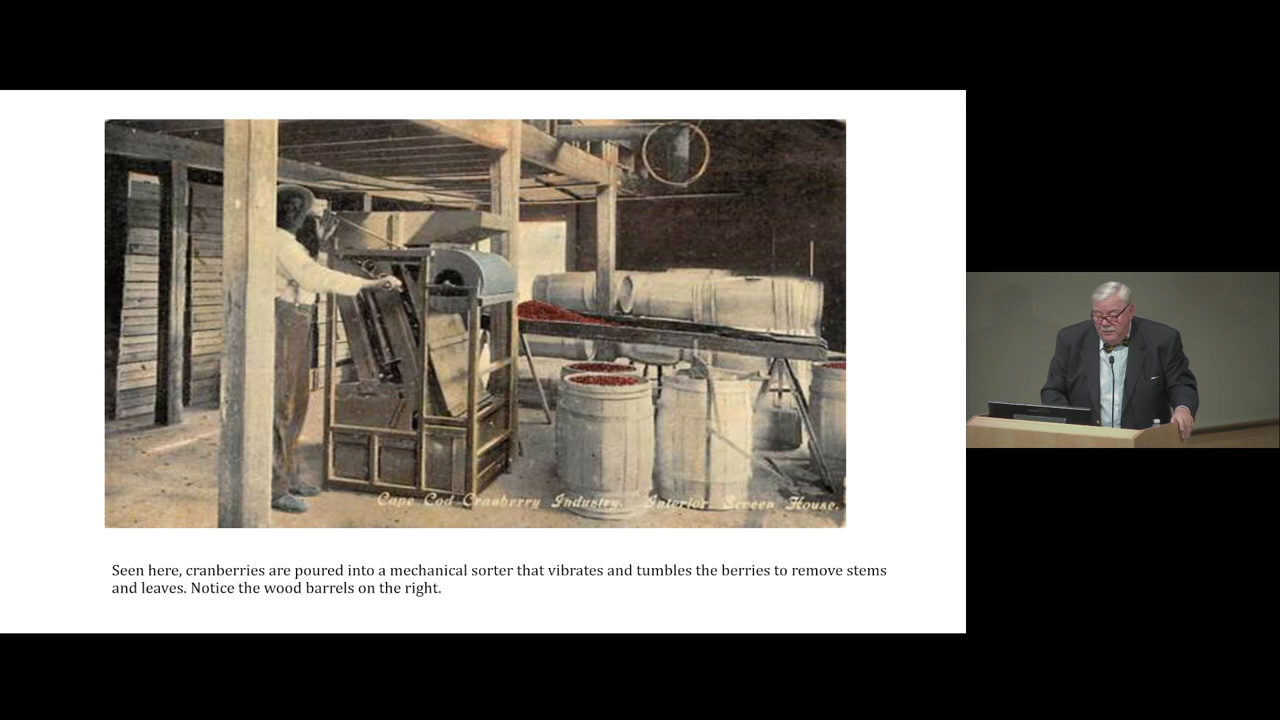 Cape Cod Cranberry Industry. Interior Screen House.
Seen here, cranberries are poured into a mechanical sorter that vibrates and tumbles the berries to remove stems
and leaves. Notice the wood barrels on the right.